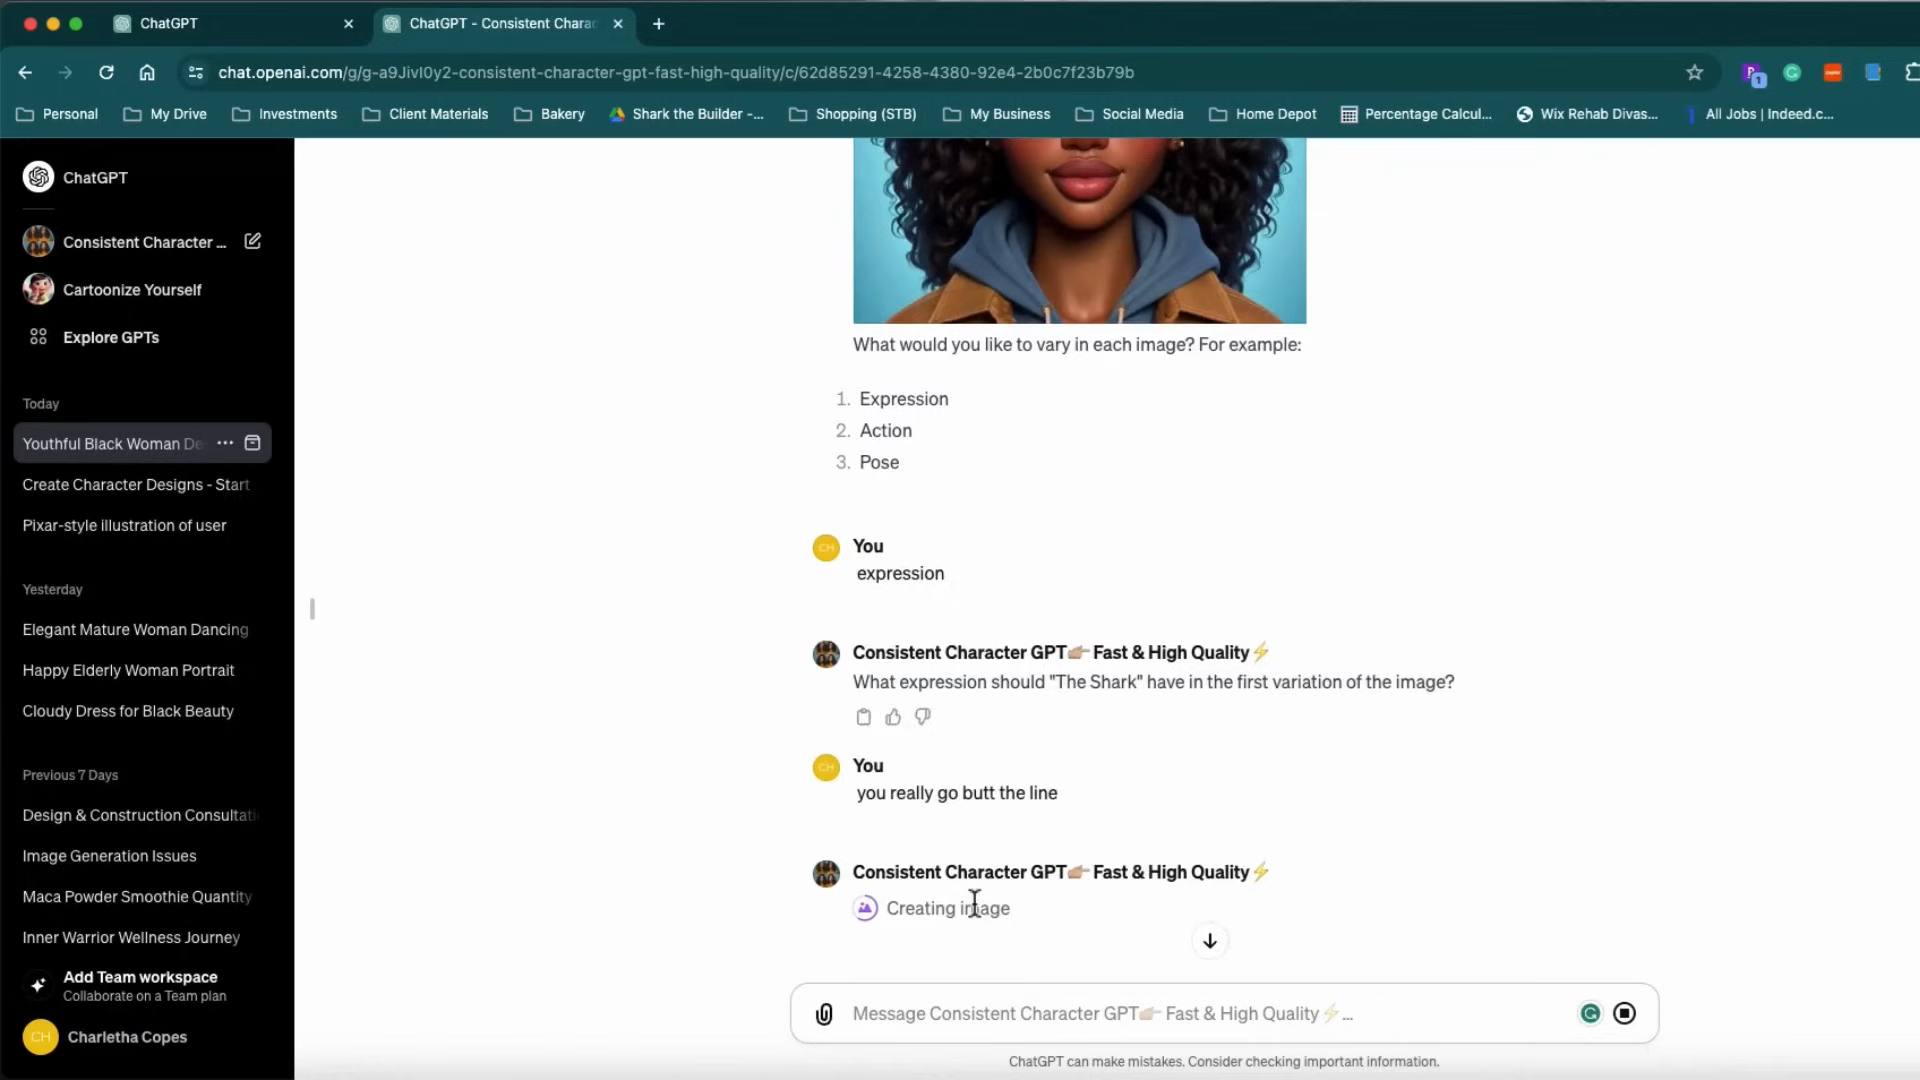 ChatGPT
ChatGPT - Consistent Charac
chat.openai.com/g/g-a9JivI0y2-consistent-character-gpt-fast-high-quality/c/62d85291-4258-4380-92e4-2b0c7f23b79b
1
Personal
My Drive
Investments
Client Materials
Bakery
Shark the Builder -...
Shopping (STB)
My Business
Social Media
Home Depot
Percentage Calcul...
Wix Rehab Divas...
All Jobs | Indeed.c...
ChatGPT
Consistent Character ...
Cartoonize Yourself
Explore GPTs
Today
Youthful Black Woman De
Create Character Designs - Start
Pixar-style illustration of user
Yesterday
Elegant Mature Woman Dancing
Happy Elderly Woman Portrait
Cloudy Dress for Black Beauty
Previous 7 Days
Design & Construction Consultati
Image Generation Issues
Maca Powder Smoothie Quantity
Inner Warrior Wellness Journey
Add Team workspace
Collaborate on a Team plan
CH
Charletha Copes
What would you like to vary in each image? For example:
1. Expression
2. Action
3. Pose
CH
You
expression
Consistent Character GPT👉🏼 Fast & High Quality⚡
What expression should "The Shark" have in the first variation of the image?
CH
You
you really go butt the line
Consistent Character GPT👉🏼 Fast & High Quality⚡
Creating image
Message Consistent Character GPT👉🏼 Fast & High Quality⚡...
ChatGPT can make mistakes. Consider checking important information.